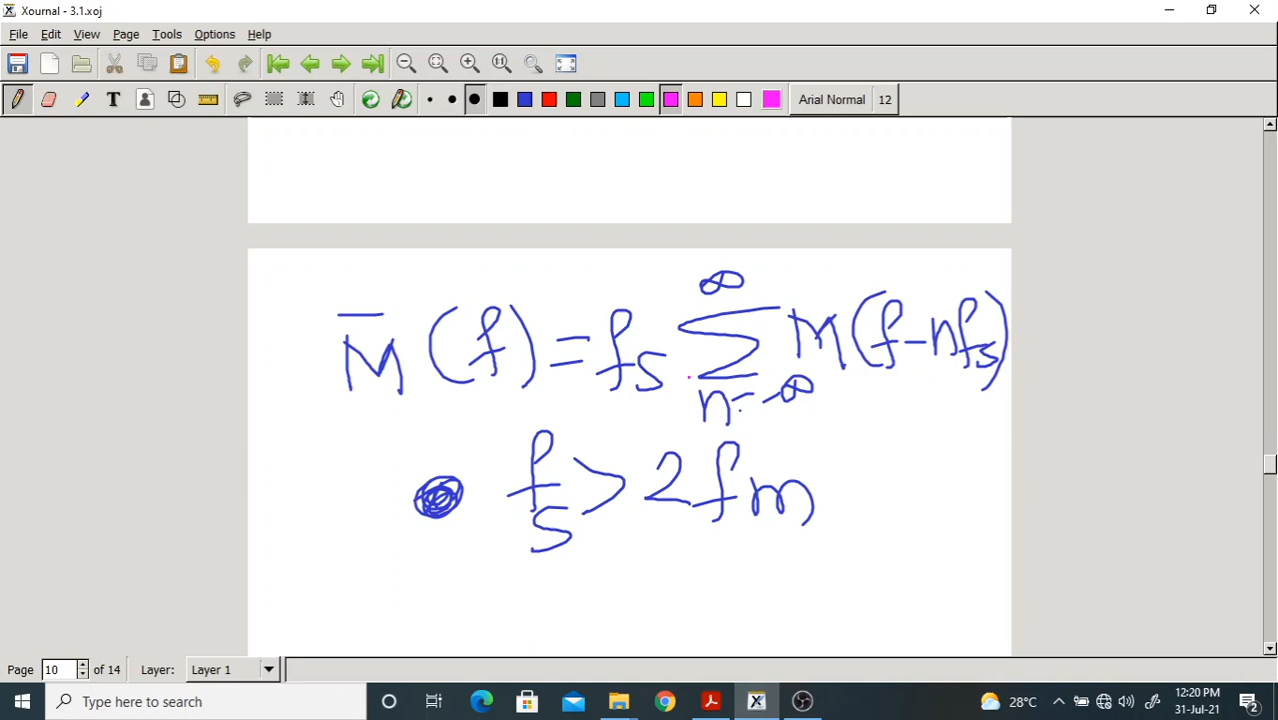 Xournal - 3.1.xoj
File Edit View Page Tools Options Help
Arial Normal 12
M̅(f) = fs ∞∑n=-∞ M(f-nfs)
fs > 2fm
Page 10 of 14 Layer: Layer 1
Type here to search 28°C 12:20 PM
31-Jul-21 2